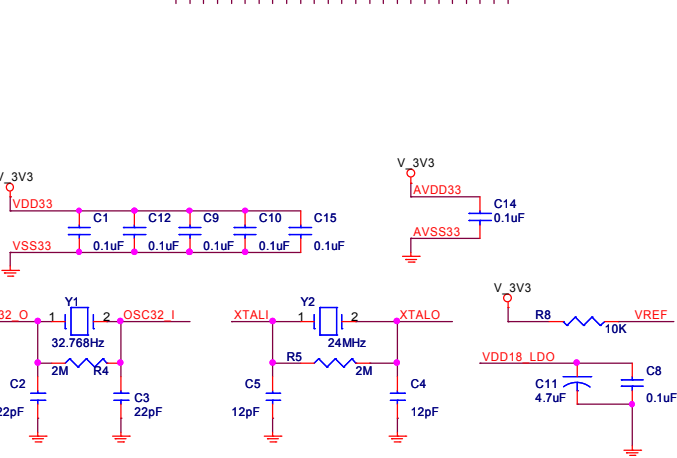 V_3V3
V_3V3
VDD33
AVDD33
C1
C12
C9
C10
C15
C14
0.1uF
VSS33
0.1uF
0.1uF
0.1uF
0.1uF
0.1uF
AVSS33
V_3V3
Y1
Y2
32_O
1
2
OSC32_I
XTALI
1
2
XTALO
R8
10K
VREF
32.768Hz
24MHz
2M
R4
R5
2M
VDD18_LDO
C2
C3
C5
C4
C11
C8
22pF
22pF
12pF
12pF
4.7uF
0.1uF